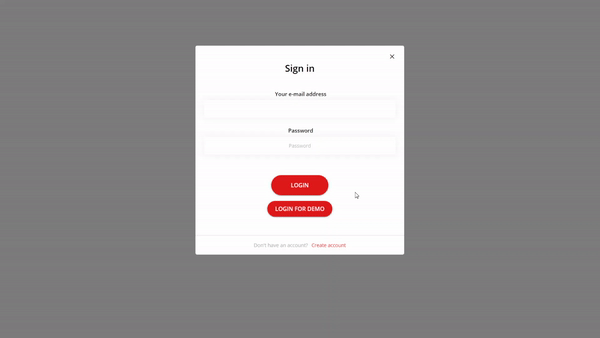 ×
Sign in
Your e-mail address
Password
Password
LOGIN
LOGIN FOR DEMO
Don't have an account? Create account